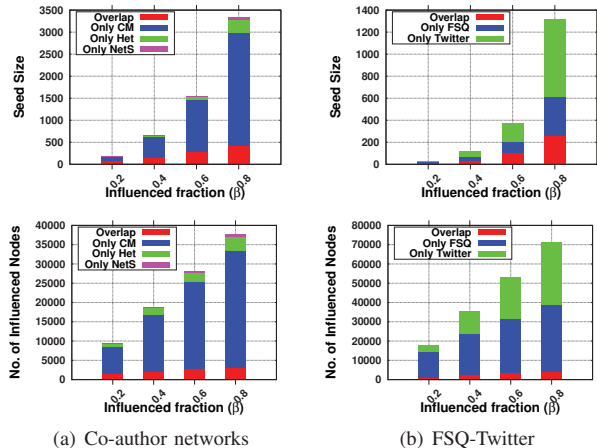 3500
3000
2500
2000
1500
1000
500
0
Seed Size
Overlap
Only CM
Only Het
Only NetS
0.2
0.4
0.6
0.8
Influenced fraction (β)
1400
1200
1000
800
600
400
200
0
Seed Size
Overlap
Only FSQ
Only Twitter
0.2
0.4
0.6
0.8
Influenced fraction (β)
40000
35000
30000
25000
20000
15000
10000
5000
0
No. of Influenced Nodes
Overlap
Only CM
Only Het
Only NetS
0.2
0.4
0.6
0.8
Influenced fraction (β)
80000
70000
60000
50000
40000
30000
20000
10000
0
No. of Influenced Nodes
Overlap
Only FSQ
Only Twitter
0.2
0.4
0.6
0.8
Influenced fraction (β)
(a) Co-author networks
(b) FSQ-Twitter